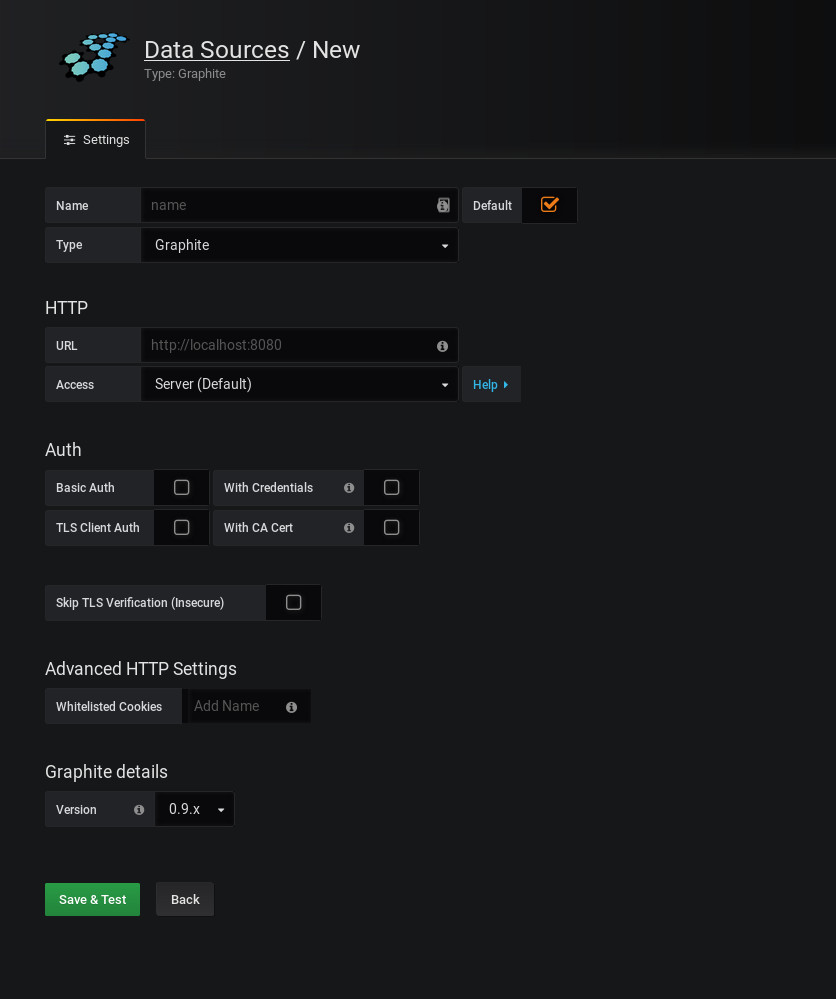 Data Sources / New
Type: Graphite
Settings
Name name Default
Type Graphite
HTTP
URL http://localhost:8080
Access Server (Default) Help
Auth
Basic Auth With Credentials
TLS Client Auth With CA Cert
Skip TLS Verification (Insecure)
Advanced HTTP Settings
Whitelisted Cookies Add Name
Graphite details
Version 0.9.x
Save & Test Back